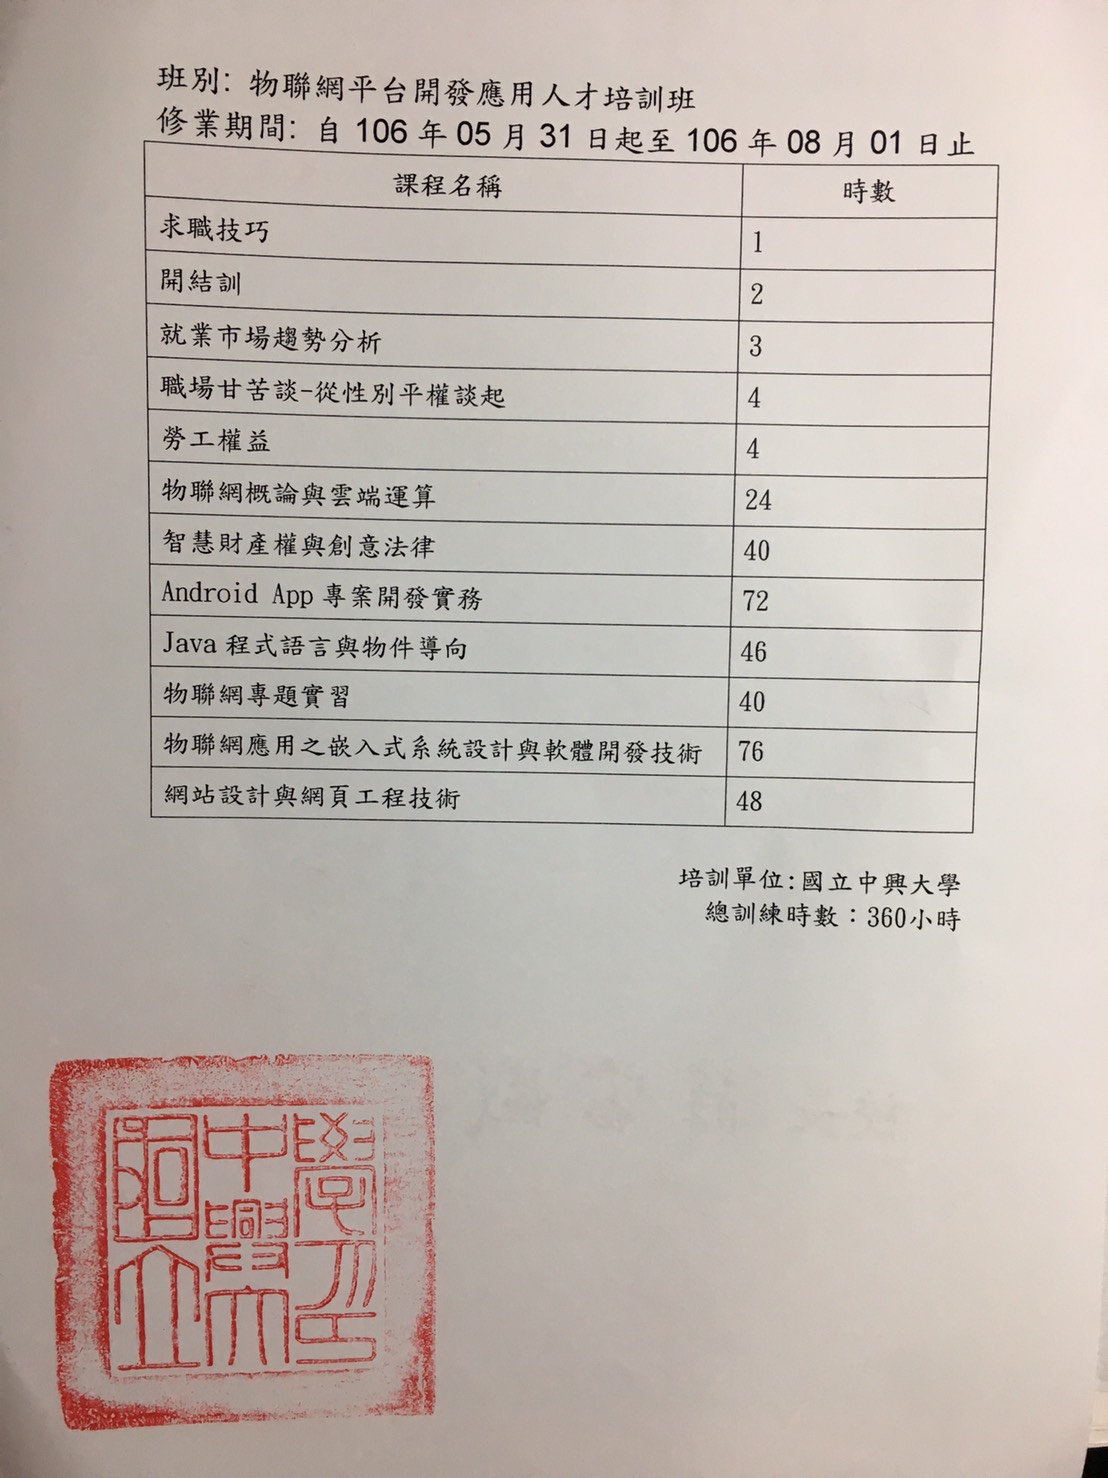 班別: 物聯網平台開發應用人才培訓班
修業期間: 自 106 年 05 月 31 日起至 106 年 08 月 01 日止
課程名稱 時數
求職技巧 1
開結訓 2
就業市場趨勢分析 3
職場甘苦談-從性別平權談起 4
勞工權益 4
物聯網概論與雲端運算 24
智慧財產權與創意法律 40
Android App 專案開發實務 72
Java 程式語言與物件導向 46
物聯網專題實習 40
物聯網應用之嵌入式系統設計與軟體開發技術 76
網站設計與網頁工程技術 48
培訓單位:國立中興大學
總訓練時數：360小時
國立
中興大
學印